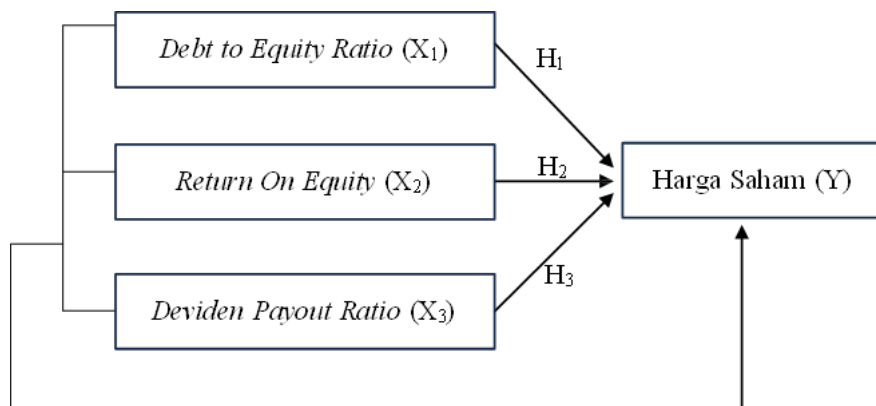 Debt to Equity Ratio (X₁)
H₁
Return On Equity (X₂)
H₂
Harga Saham (Y)
Deviden Payout Ratio (X₃)
H₃